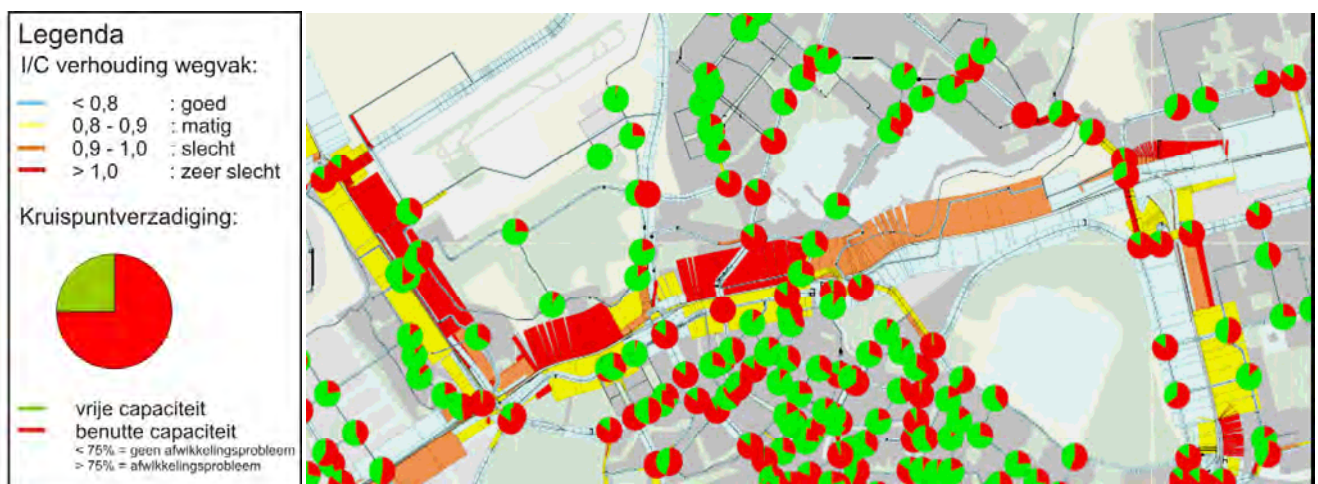 Legenda
I/C verhouding wegvak:
< 0,8 : goed
0,8 - 0,9 : matig
0,9 - 1,0 : slecht
> 1,0 : zeer slecht
Kruispuntverzadiging:
vrije capaciteit
benutte capaciteit
< 75% = geen afwikkelingsprobleem
> 75% = afwikkelingsprobleem